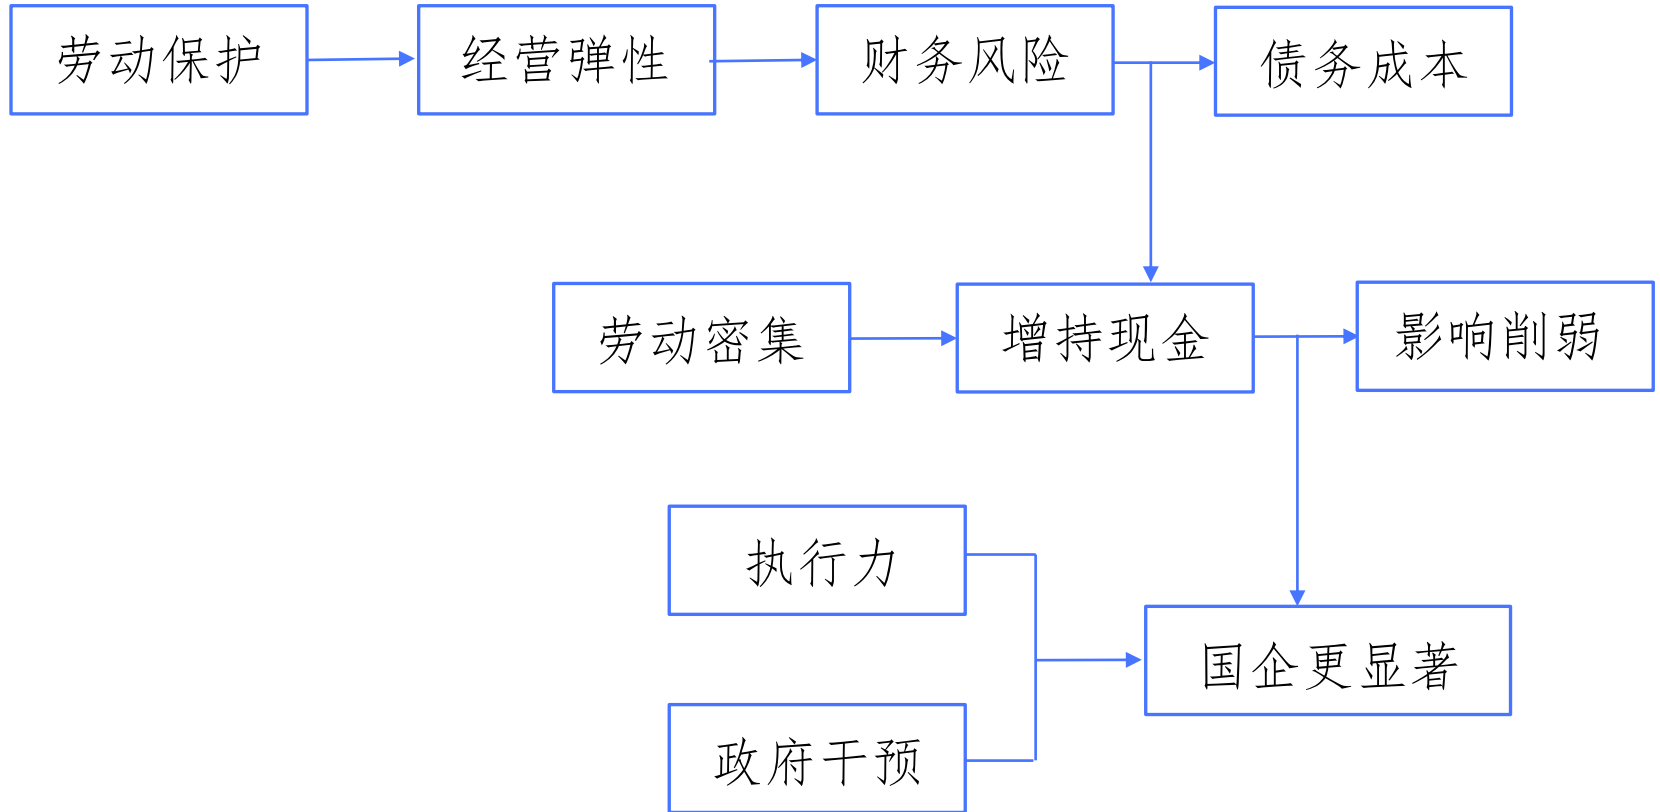 劳动保护
经营弹性
财务风险
债务成本
劳动密集
增持现金
影响削弱
执行力
国企更显著
政府干预